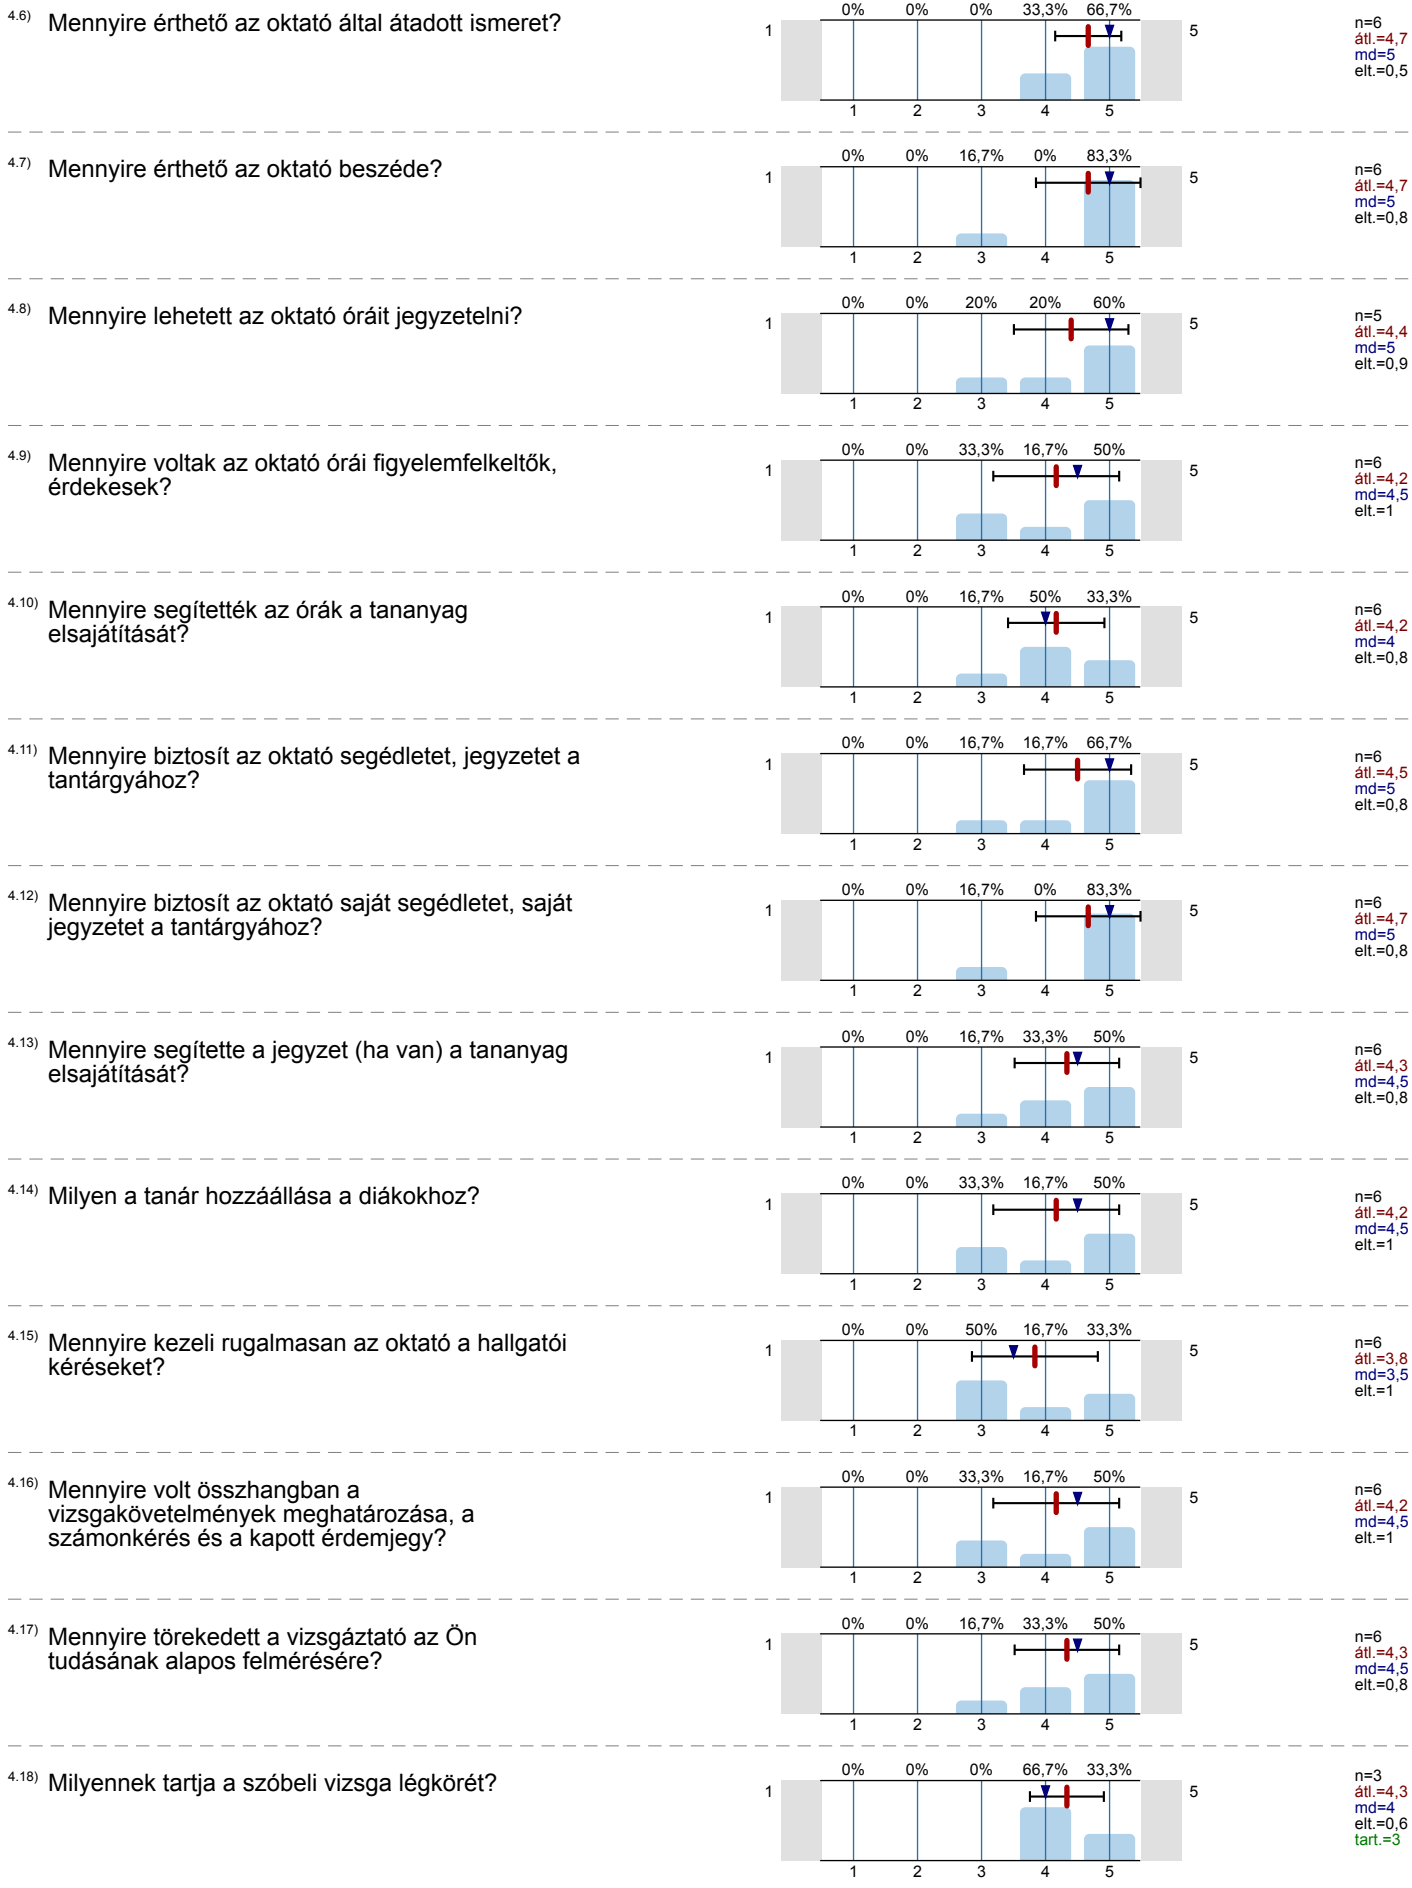 4.6) Mennyire érthető az oktató által átadott ismeret?
0% 0% 0% 33,3% 66,7%
1 5
1 2 3 4 5
n=6
átl.=4,7
md=5
elt.=0,5
4.7) Mennyire érthető az oktató beszéde?
0% 0% 16,7% 0% 83,3%
1 5
1 2 3 4 5
n=6
átl.=4,7
md=5
elt.=0,8
4.8) Mennyire lehetett az oktató óráit jegyzetelni?
0% 0% 20% 20% 60%
1 5
1 2 3 4 5
n=5
átl.=4,4
md=5
elt.=0,9
4.9) Mennyire voltak az oktató órái figyelemfelkeltők,
érdekesek?
0% 0% 33,3% 16,7% 50%
1 5
1 2 3 4 5
n=6
átl.=4,2
md=4,5
elt.=1
4.10) Mennyire segítették az órák a tananyag
elsajátítását?
0% 0% 16,7% 50% 33,3%
1 5
1 2 3 4 5
n=6
átl.=4,2
md=4
elt.=0,8
4.11) Mennyire biztosít az oktató segédletet, jegyzetet a
tantárgyához?
0% 0% 16,7% 16,7% 66,7%
1 5
1 2 3 4 5
n=6
átl.=4,5
md=5
elt.=0,8
4.12) Mennyire biztosít az oktató saját segédletet, saját
jegyzetet a tantárgyához?
0% 0% 16,7% 0% 83,3%
1 5
1 2 3 4 5
n=6
átl.=4,7
md=5
elt.=0,8
4.13) Mennyire segítette a jegyzet (ha van) a tananyag
elsajátítását?
0% 0% 16,7% 33,3% 50%
1 5
1 2 3 4 5
n=6
átl.=4,3
md=4,5
elt.=0,8
4.14) Milyen a tanár hozzáállása a diákokhoz?
0% 0% 33,3% 16,7% 50%
1 5
1 2 3 4 5
n=6
átl.=4,2
md=4,5
elt.=1
4.15) Mennyire kezeli rugalmasan az oktató a hallgatói
kéréseket?
0% 0% 50% 16,7% 33,3%
1 5
1 2 3 4 5
n=6
átl.=3,8
md=3,5
elt.=1
4.16) Mennyire volt összhangban a
vizsgakövetelmények meghatározása, a
számonkérés és a kapott érdemjegy?
0% 0% 33,3% 16,7% 50%
1 5
1 2 3 4 5
n=6
átl.=4,2
md=4,5
elt.=1
4.17) Mennyire törekedett a vizsgáztató az Ön
tudásának alapos felmérésére?
0% 0% 16,7% 33,3% 50%
1 5
1 2 3 4 5
n=6
átl.=4,3
md=4,5
elt.=0,8
4.18) Milyennek tartja a szóbeli vizsga légkörét?
0% 0% 0% 66,7% 33,3%
1 5
1 2 3 4 5
n=3
átl.=4,3
md=4
elt.=0,6
tart.=3